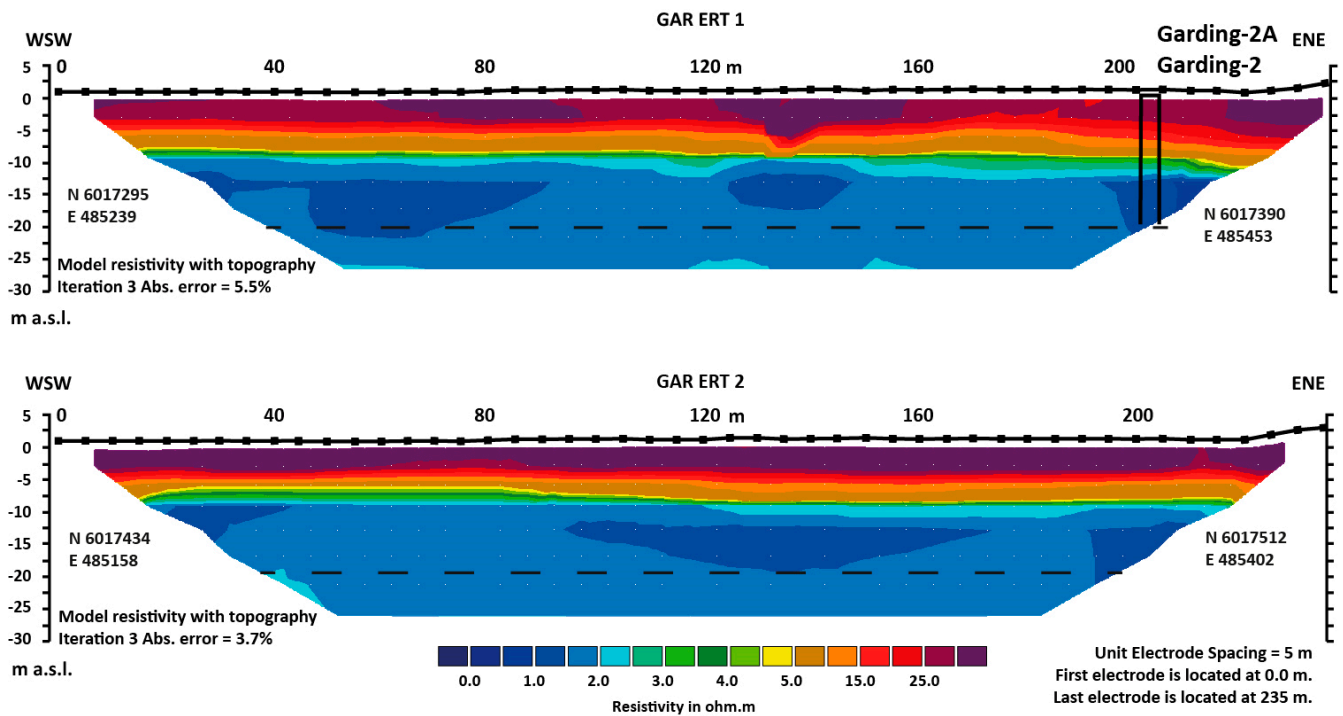 GAR ERT 1
Garding-2A
WSW
ENE
Garding-2
0 40 80 120 m 160 200
5
0
-5
-10
-15
-20
-25
-30
N 6017295
E 485239
N 6017390
E 485453
Model resistivity with topography
Iteration 3 Abs. error = 5.5%
m a.s.l.
GAR ERT 2
WSW
ENE
0 40 80 120 m 160 200
5
0
-5
-10
-15
-20
-25
-30
N 6017434
E 485158
N 6017512
E 485402
Model resistivity with topography
Iteration 3 Abs. error = 3.7%
m a.s.l.
0.0 1.0 2.0 3.0 4.0 5.0 15.0 25.0
Resistivity in ohm.m
Unit Electrode Spacing = 5 m
First electrode is located at 0.0 m.
Last electrode is located at 235 m.